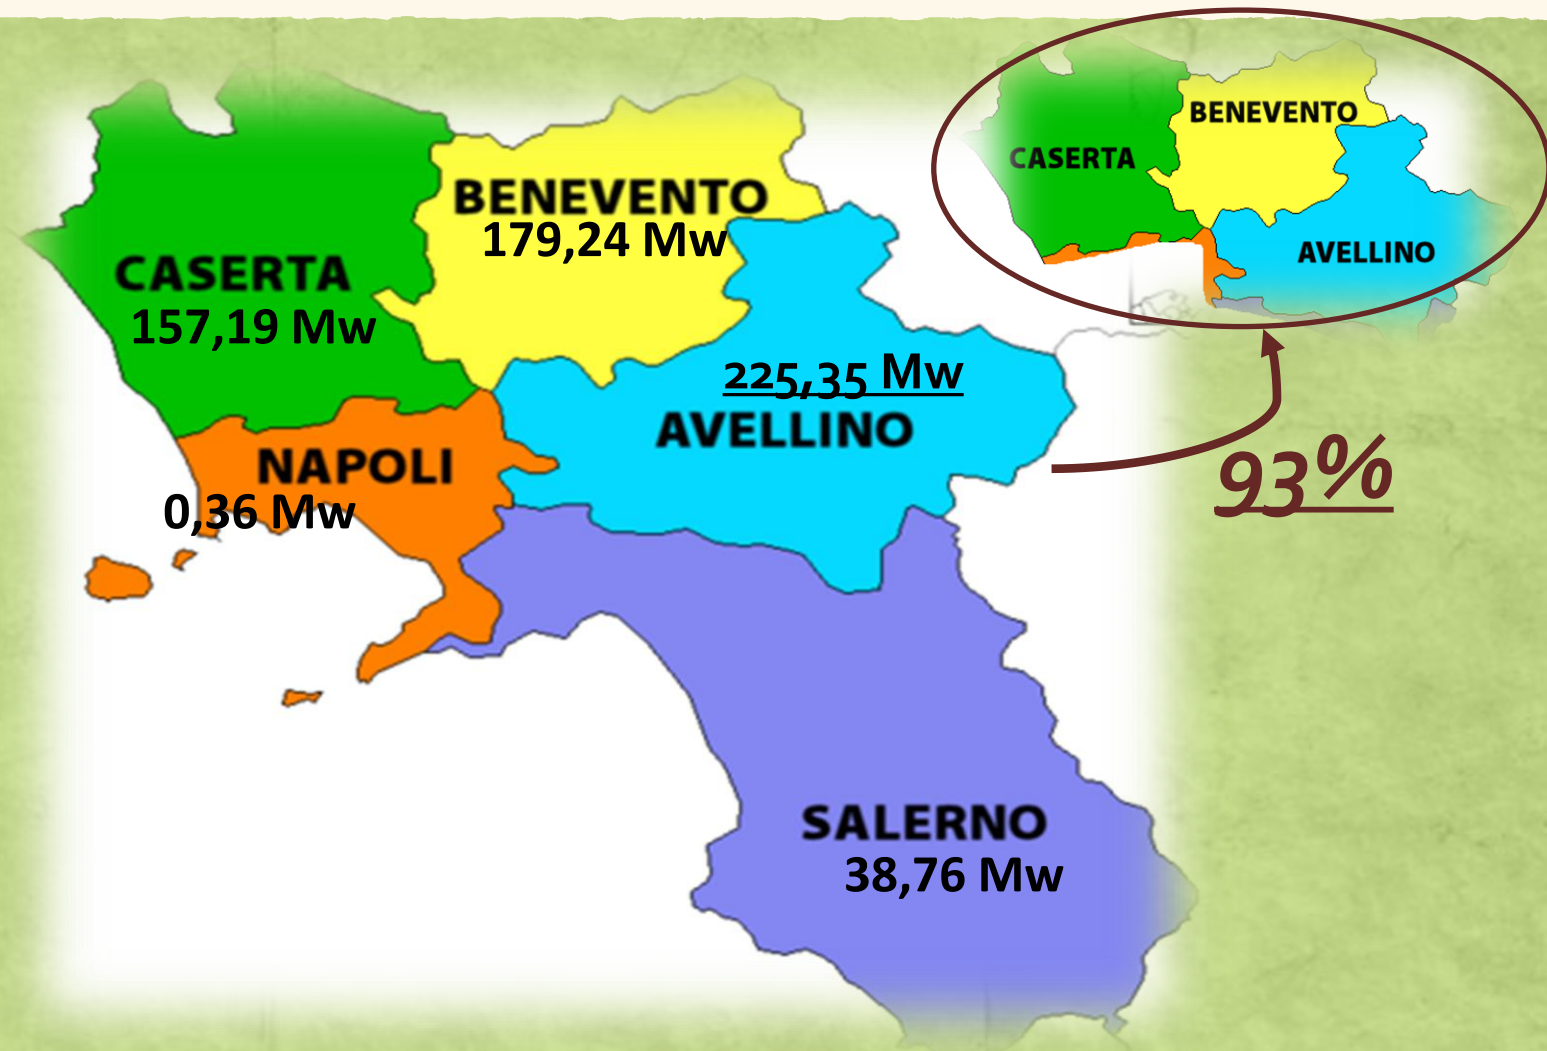 BENEVENTO
179,24 Mw
CASERTA
157,19 Mw
225,35 Mw
AVELLINO
NAPOLI
0,36 Mw
SALERNO
38,76 Mw
BENEVENTO
CASERTA
AVELLINO
93%